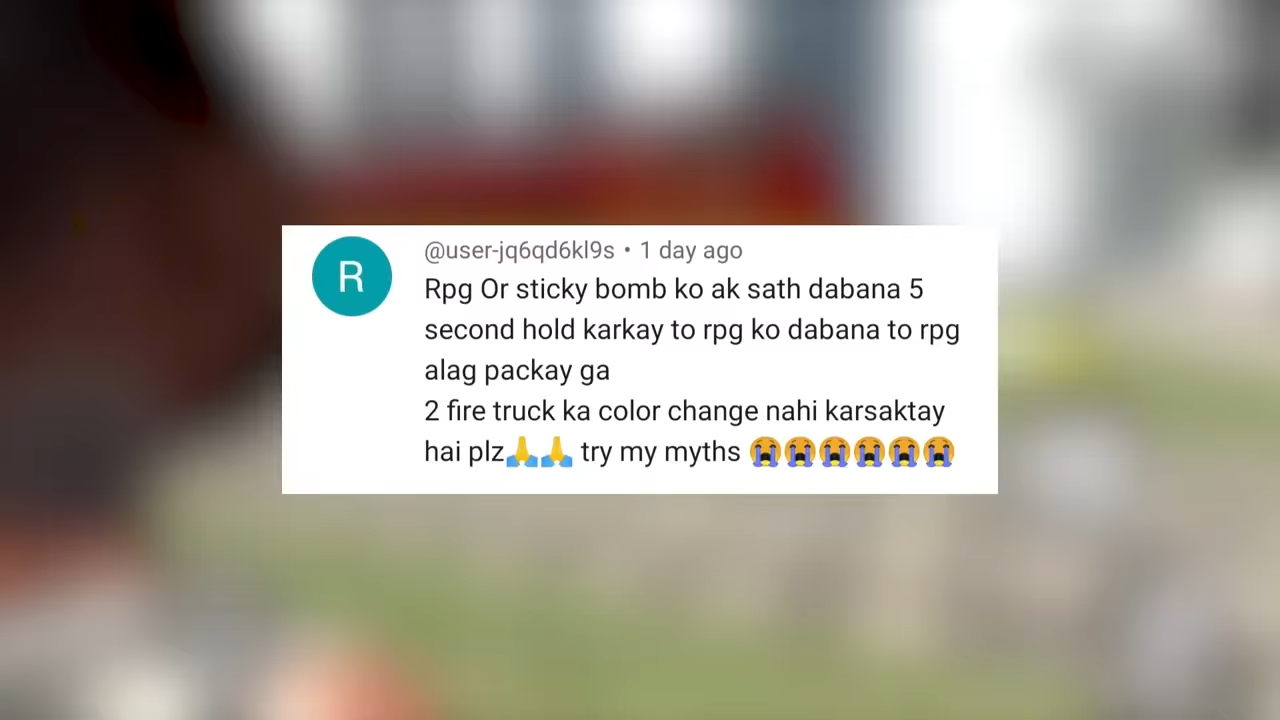 R
@user-jq6qd6kl9s • 1 day ago
Rpg Or sticky bomb ko ak sath dabana 5
second hold karkay to rpg ko dabana to rpg
alag packay ga
2 fire truck ka color change nahi karsaktay
hai plz🙏🙏 try my myths 😭😭😭😭😭😭